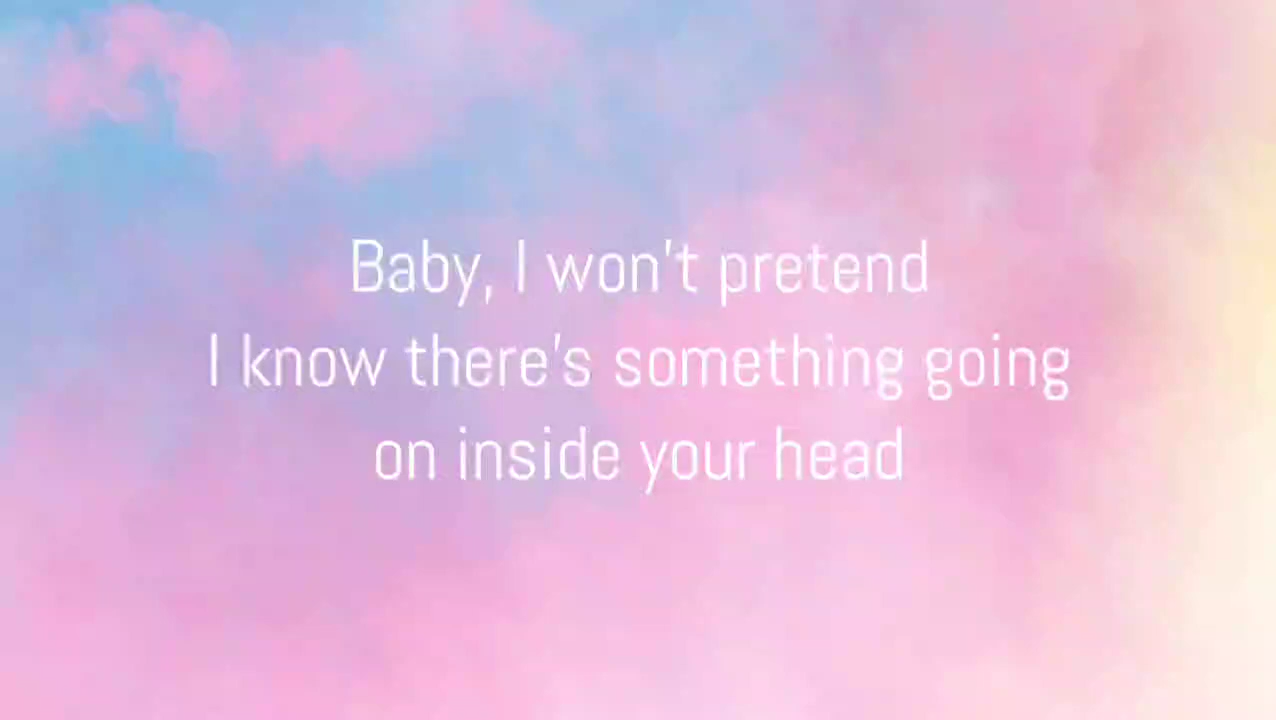 Baby, I won't pretend
I know there's something going
on inside your head